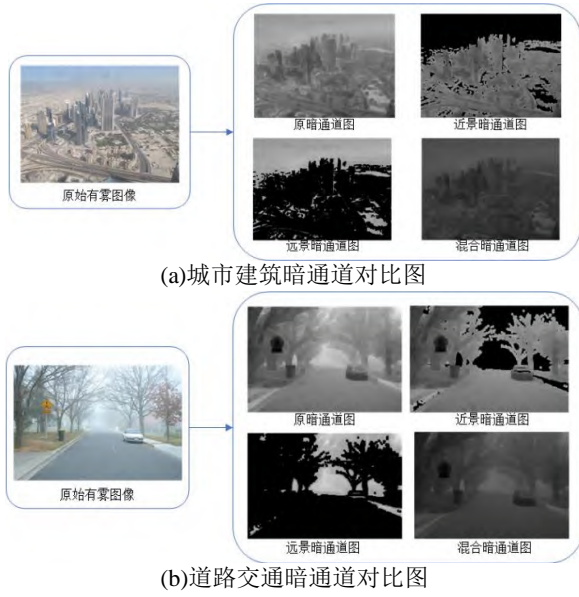 原暗通道图
近景暗通道图
原始有雾图像
远景暗通道图
混合暗通道图
(a)城市建筑暗通道对比图
原暗通道图
近景暗通道图
原始有雾图像
远景暗通道图
混合暗通道图
(b)道路交通暗通道对比图